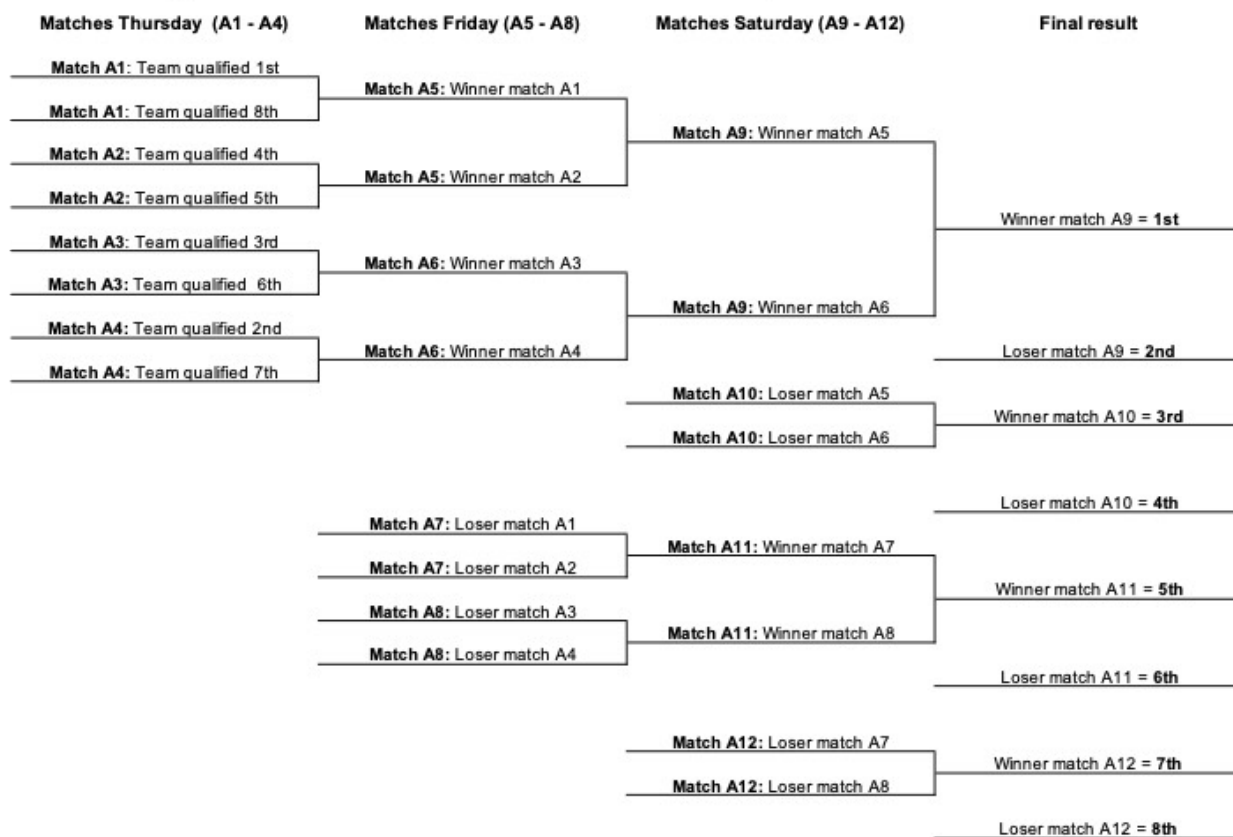 Matches Thursday  (A1 - A4)
Matches Friday (A5 - A8)
Matches Saturday (A9 - A12)
Final result
Match A1: Team qualified 1st
Match A1: Team qualified 8th
Match A2: Team qualified 4th
Match A2: Team qualified 5th
Match A3: Team qualified 3rd
Match A3: Team qualified  6th
Match A4: Team qualified 2nd
Match A4: Team qualified 7th
Match A5: Winner match A1
Match A5: Winner match A2
Match A6: Winner match A3
Match A6: Winner match A4
Match A7: Loser match A1
Match A7: Loser match A2
Match A8: Loser match A3
Match A8: Loser match A4
Match A9: Winner match A5
Match A9: Winner match A6
Match A10: Loser match A5
Match A10: Loser match A6
Match A11: Winner match A7
Match A11: Winner match A8
Match A12: Loser match A7
Match A12: Loser match A8
Winner match A9 = 1st
Loser match A9 = 2nd
Winner match A10 = 3rd
Loser match A10 = 4th
Winner match A11 = 5th
Loser match A11 = 6th
Winner match A12 = 7th
Loser match A12 = 8th